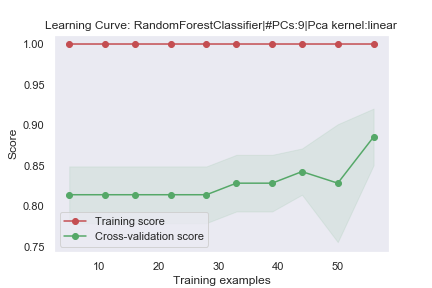 Learning Curve: RandomForestClassifier|#PCs:9|Pca kernel:linear
1.00
0.95
0.90
0.85
0.80
0.75
Score
Training score
Cross-validation score
10 20 30 40 50
Training examples